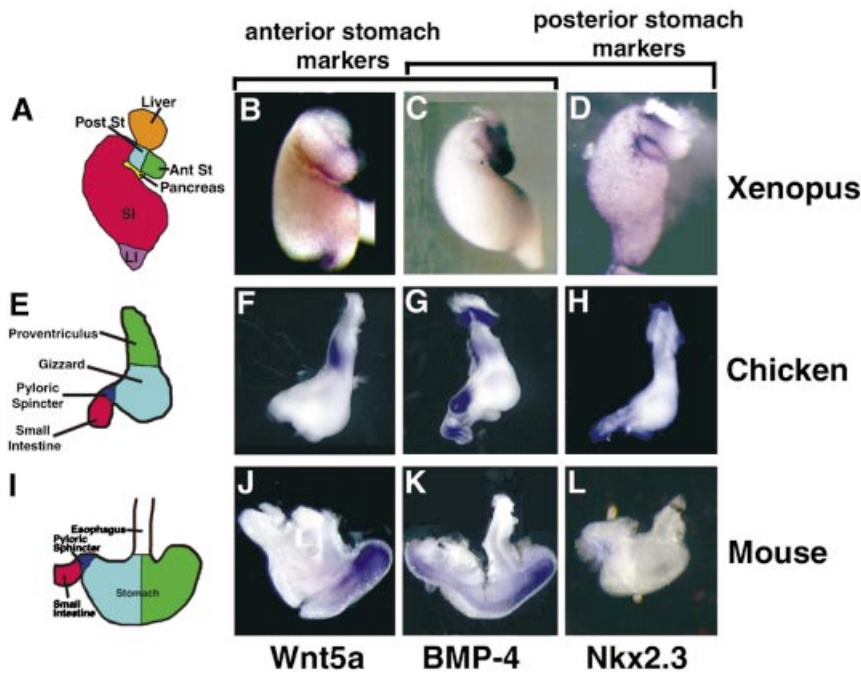 anterior stomach
markers
posterior stomach
markers
A
Liver
Post St
Ant St
Pancreas
SI
LI
B
C
D
Xenopus
E
Proventriculus
Gizzard
Pyloric
Spincter
Small
Intestine
F
G
H
Chicken
I
Esophagus
Pyloric
Sphincter
Stomach
Small
Intestine
J
K
L
Mouse
Wnt5a
BMP-4
Nkx2.3